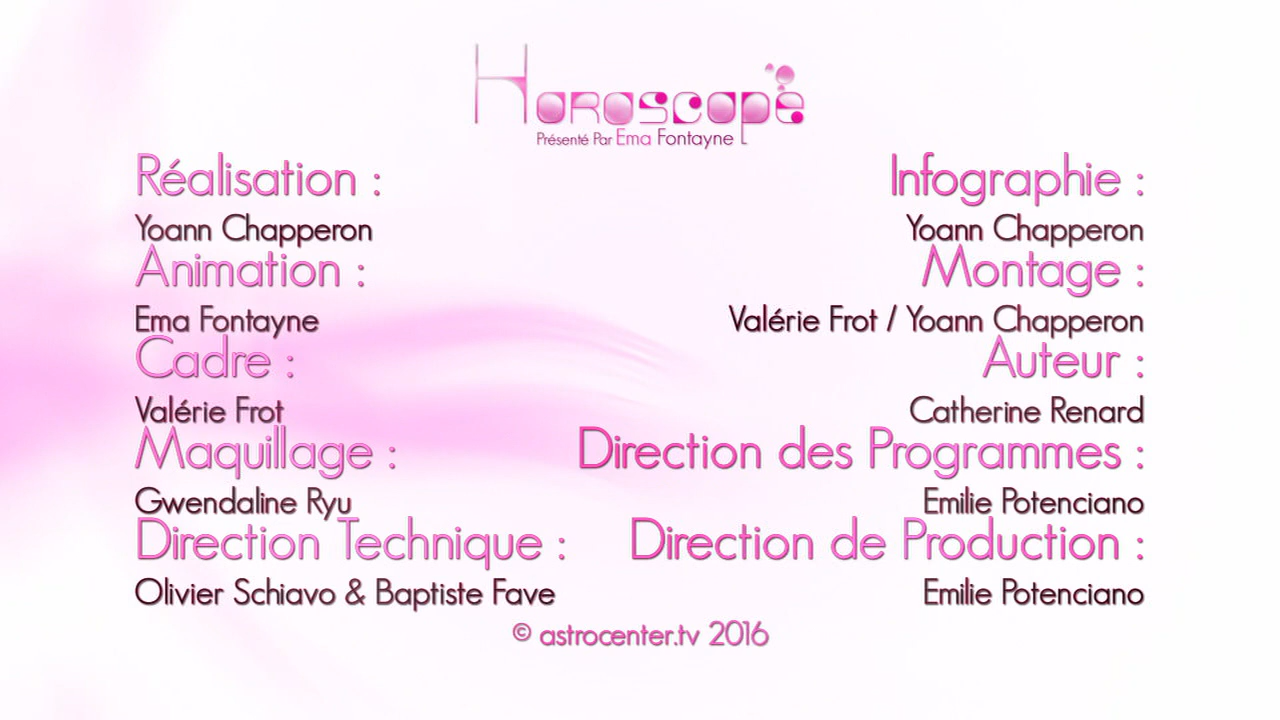 Horoscope
Présenté Par Ema Fontayne
Réalisation :
Yoann Chapperon
Animation :
Ema Fontayne
Cadre :
Valérie Frot
Maquillage :
Gwendaline Ryu
Direction Technique :
Olivier Schiavo & Baptiste Fave
Infographie :
Yoann Chapperon
Montage :
Valérie Frot / Yoann Chapperon
Auteur :
Catherine Renard
Direction des Programmes :
Emilie Potenciano
Direction de Production :
Emilie Potenciano
© astrocenter.tv 2016